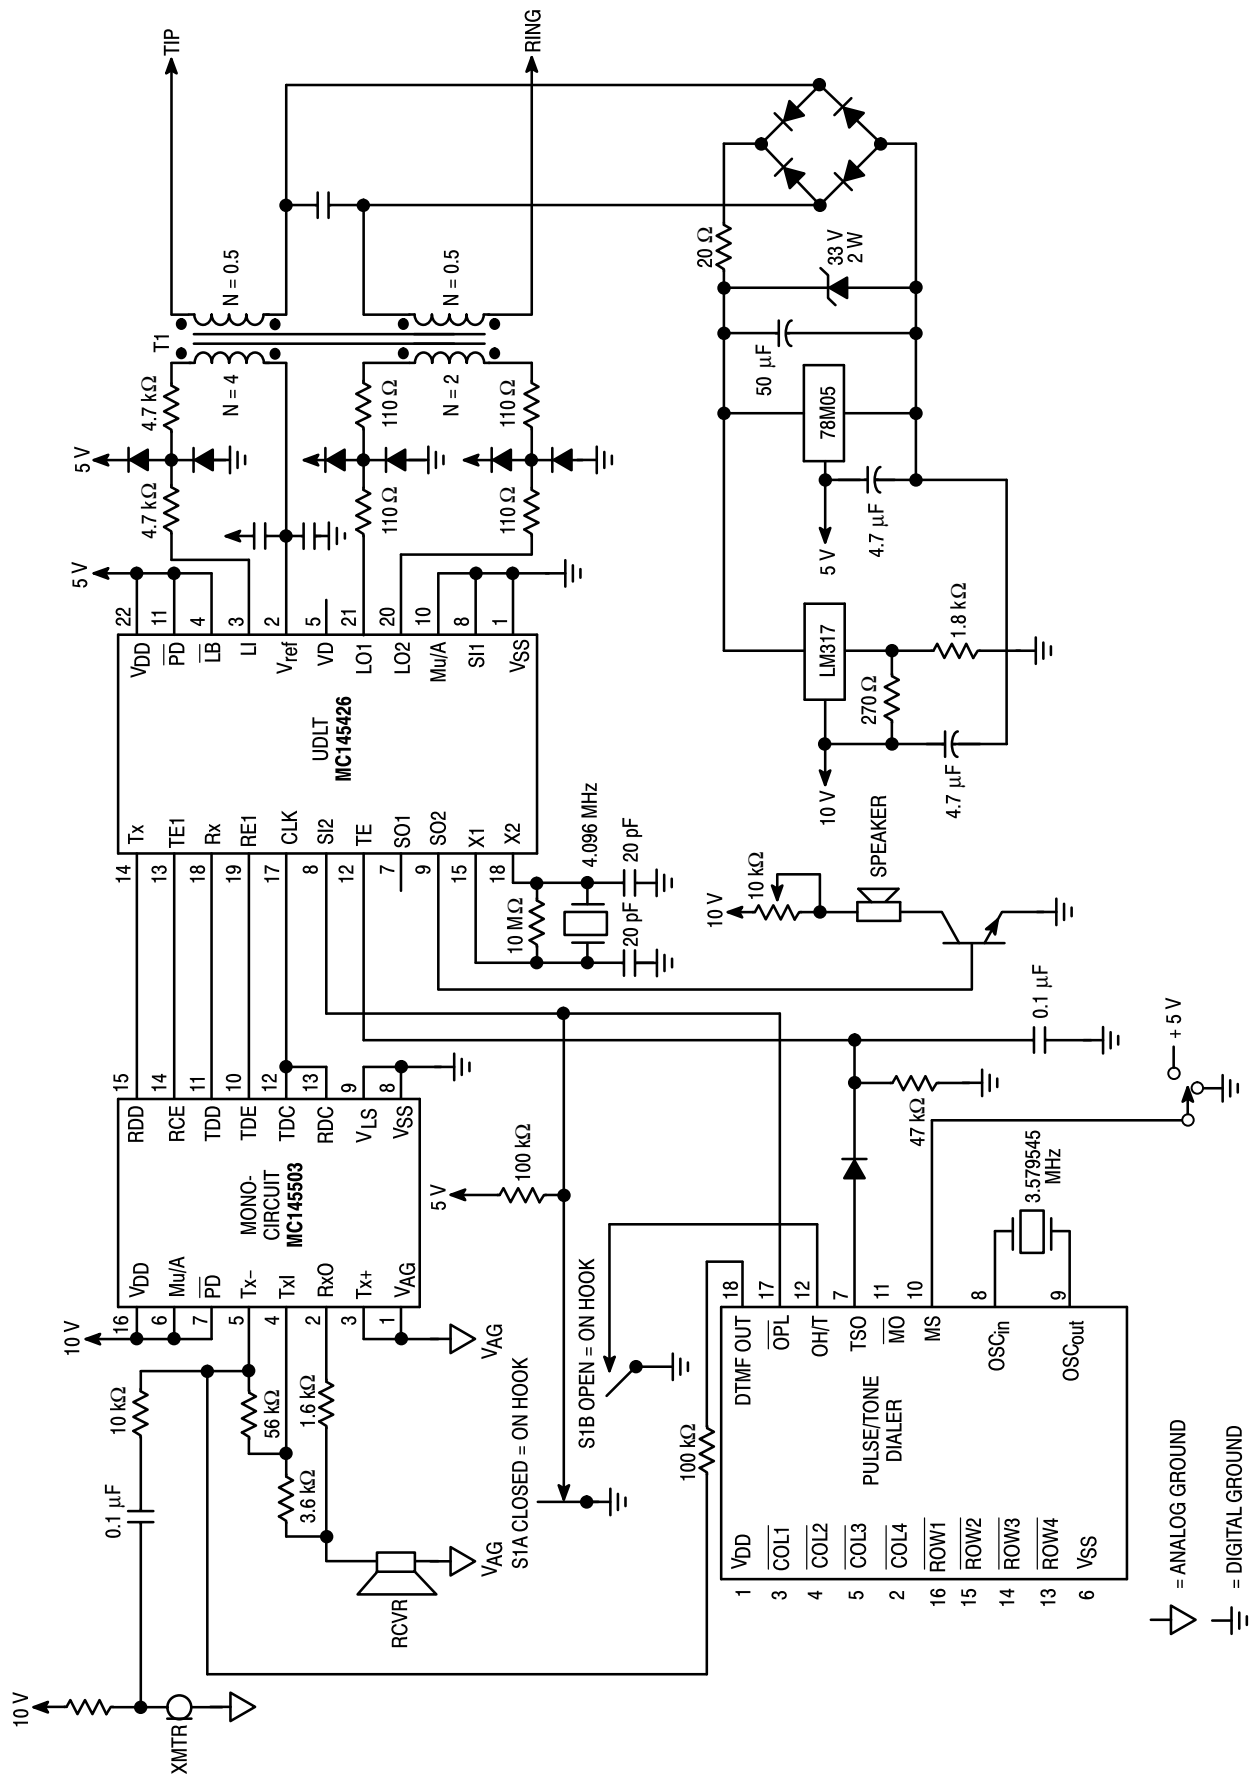 10 V
XMTR
0.1 µF
10 kΩ
10 V
56 kΩ
3.6 kΩ
1.6 kΩ
RCVR
VAG
VAG
16
6
7
5
4
2
3
1
VDD
Mu/A
PD
Tx–
TxI
RxO
Tx+
VAG
MONO-
CIRCUIT
MC145503
RDD
RCE
TDD
TDE
TDC
RDC
VLS
VSS
15
14
11
10
12
13
9
8
14
13
18
19
17
8
12
7
9
15
18
Tx
TE1
Rx
RE1
CLK
SI2
TE
SO1
SO2
X1
X2
UDLT
MC145426
VDD
PD
LB
LI
Vref
VD
LO1
LO2
Mu/A
SI1
VSS
22
11
4
3
2
5
21
20
10
8
1
5 V
5 V
4.7 kΩ
4.7 kΩ
110 Ω
110 Ω
110 Ω
110 Ω
T1
N = 4
N = 2
N = 0.5
N = 0.5
TIP
RING
10 MΩ
4.096 MHz
20 pF
20 pF
5 V
100 kΩ
S1A CLOSED = ON HOOK
S1B OPEN = ON HOOK
100 kΩ
10 V
10 kΩ
SPEAKER
20 Ω
33 V
2 W
50 µF
78M05
5 V
4.7 µF
LM317
10 V
270 Ω
1.8 kΩ
4.7 µF
0.1 µF
47 kΩ
+ 5 V
3.579545
MHz
18
17
12
7
11
10
8
9
DTMF OUT
OPL
OH/T
TSO
MO
MS
OSCin
OSCout
PULSE/TONE
DIALER
VDD
COL1
COL2
COL3
COL4
ROW1
ROW2
ROW3
ROW4
VSS
1
3
4
5
2
16
15
14
13
6
= ANALOG GROUND
= DIGITAL GROUND